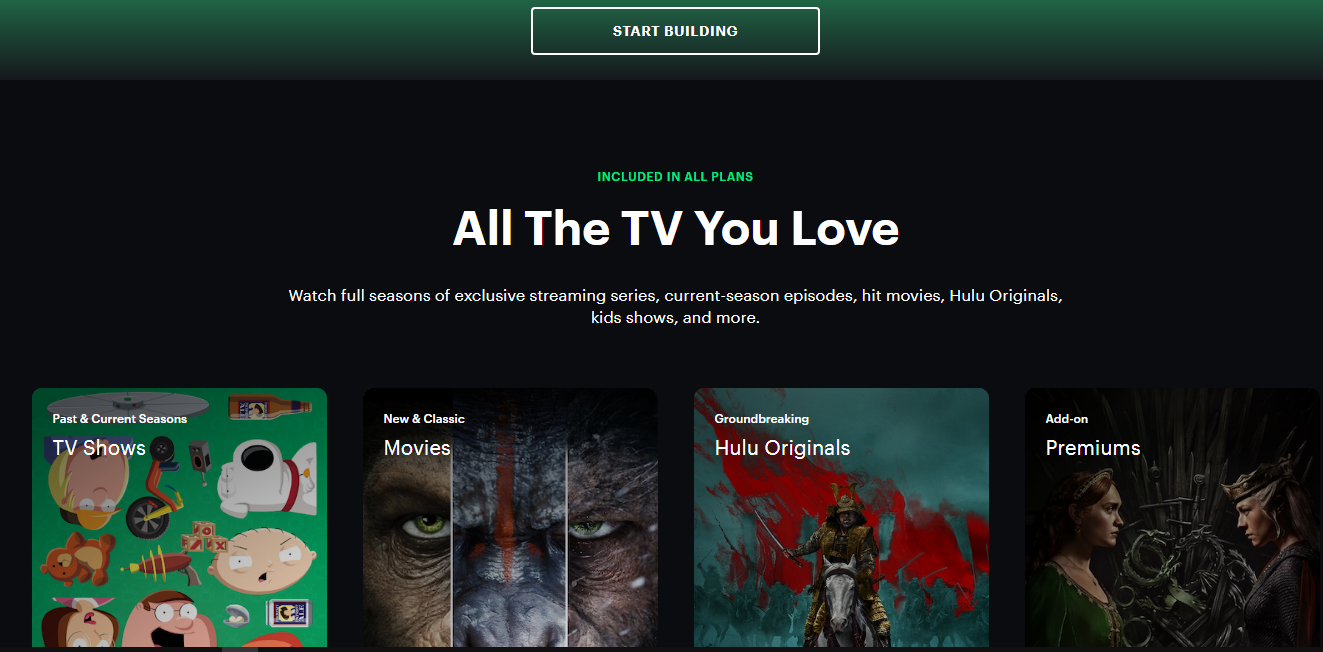 START BUILDING
INCLUDED IN ALL PLANS
All The TV You Love
Watch full seasons of exclusive streaming series, current-season episodes, hit movies, Hulu Originals,
kids shows, and more.
Past & Current Seasons
TV Shows
New & Classic
Movies
Groundbreaking
Hulu Originals
Add-on
Premiums